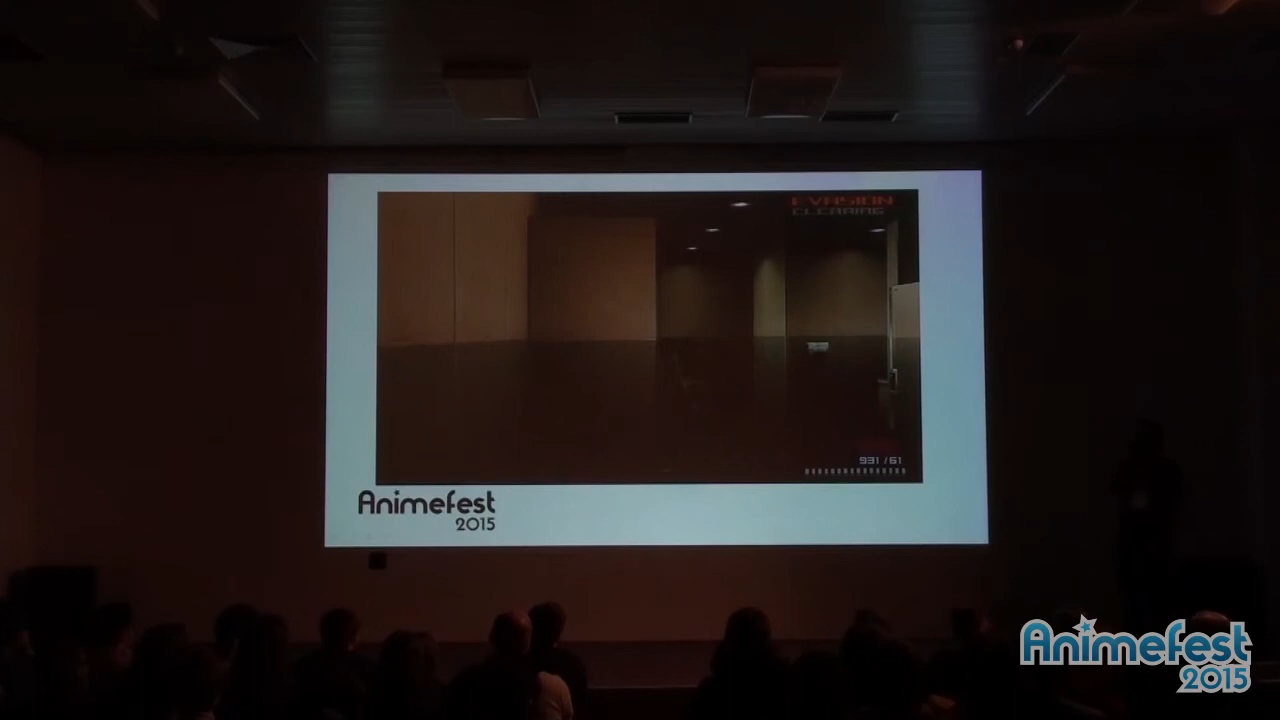 EVASION
CLEARING
931 / 61
Animefest
2015
Animefest
2015